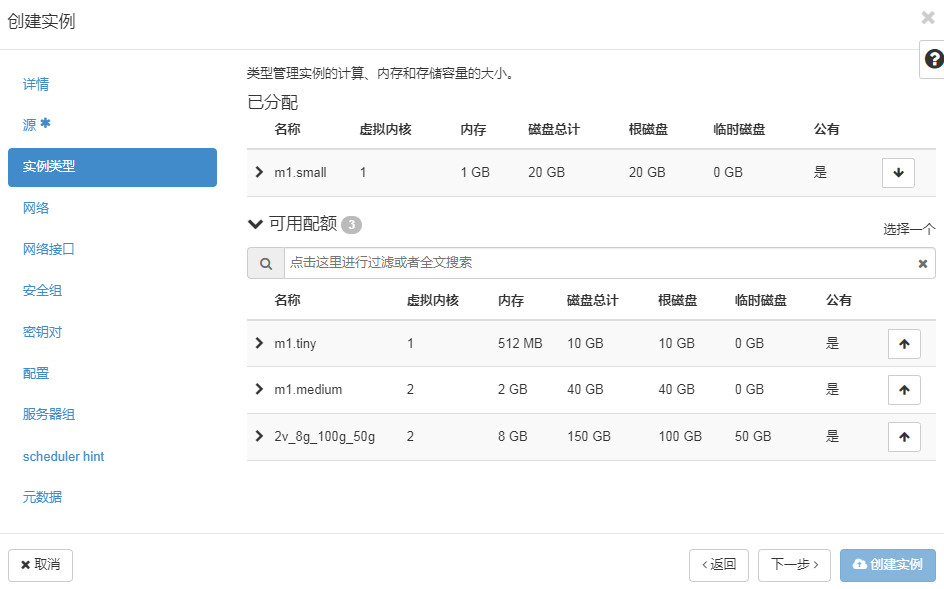 创建实例
详情
源
实例类型
网络
网络接口
安全组
密钥对
配置
服务器组
scheduler hint
元数据
类型管理实例的计算、内存和存储容量的大小。
已分配
名称 虚拟内核 内存 磁盘总计 根磁盘 临时磁盘 公有
m1.small 1 1 GB 20 GB 20 GB 0 GB 是
可用配额 3
选择一个
点击这里进行过滤或者全文搜索
名称 虚拟内核 内存 磁盘总计 根磁盘 临时磁盘 公有
m1.tiny 1 512 MB 10 GB 10 GB 0 GB 是
m1.medium 2 2 GB 40 GB 40 GB 0 GB 是
2v_8g_100g_50g 2 8 GB 150 GB 100 GB 50 GB 是
取消
‹返回
下一步›
创建实例